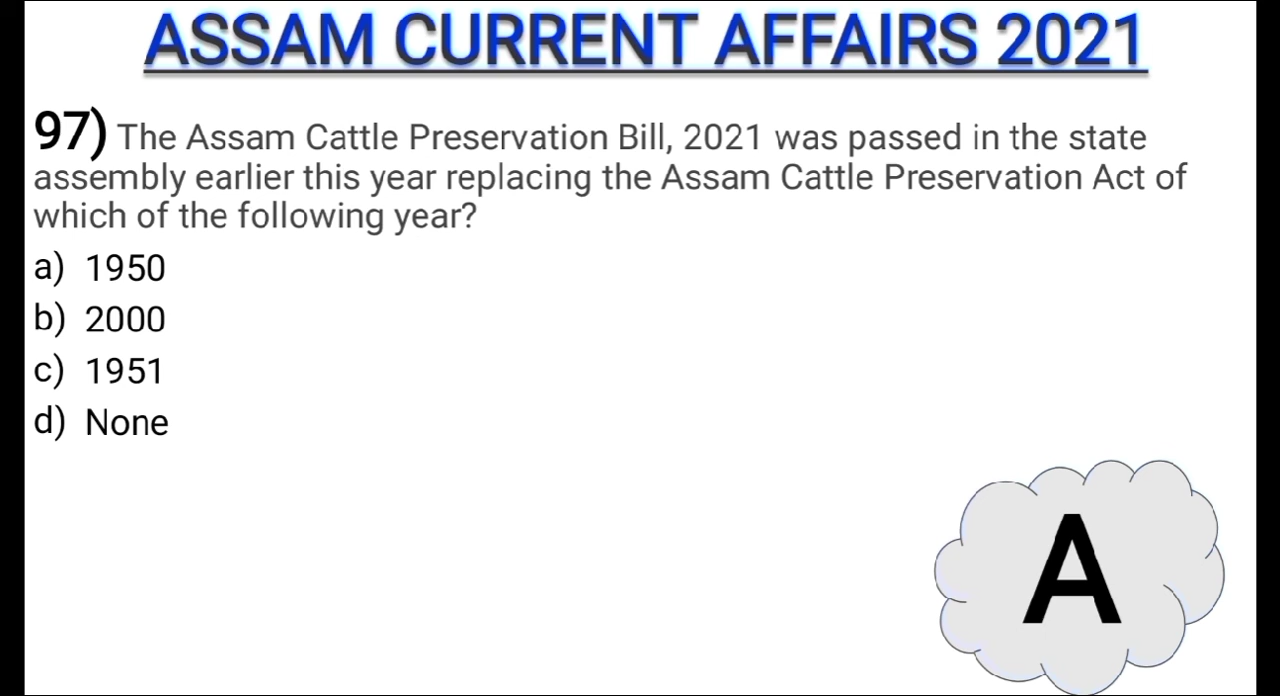 ASSAM CURRENT AFFAIRS 2021
97) The Assam Cattle Preservation Bill, 2021 was passed in the state
assembly earlier this year replacing the Assam Cattle Preservation Act of
which of the following year?
a) 1950
b) 2000
c) 1951
d) None
A